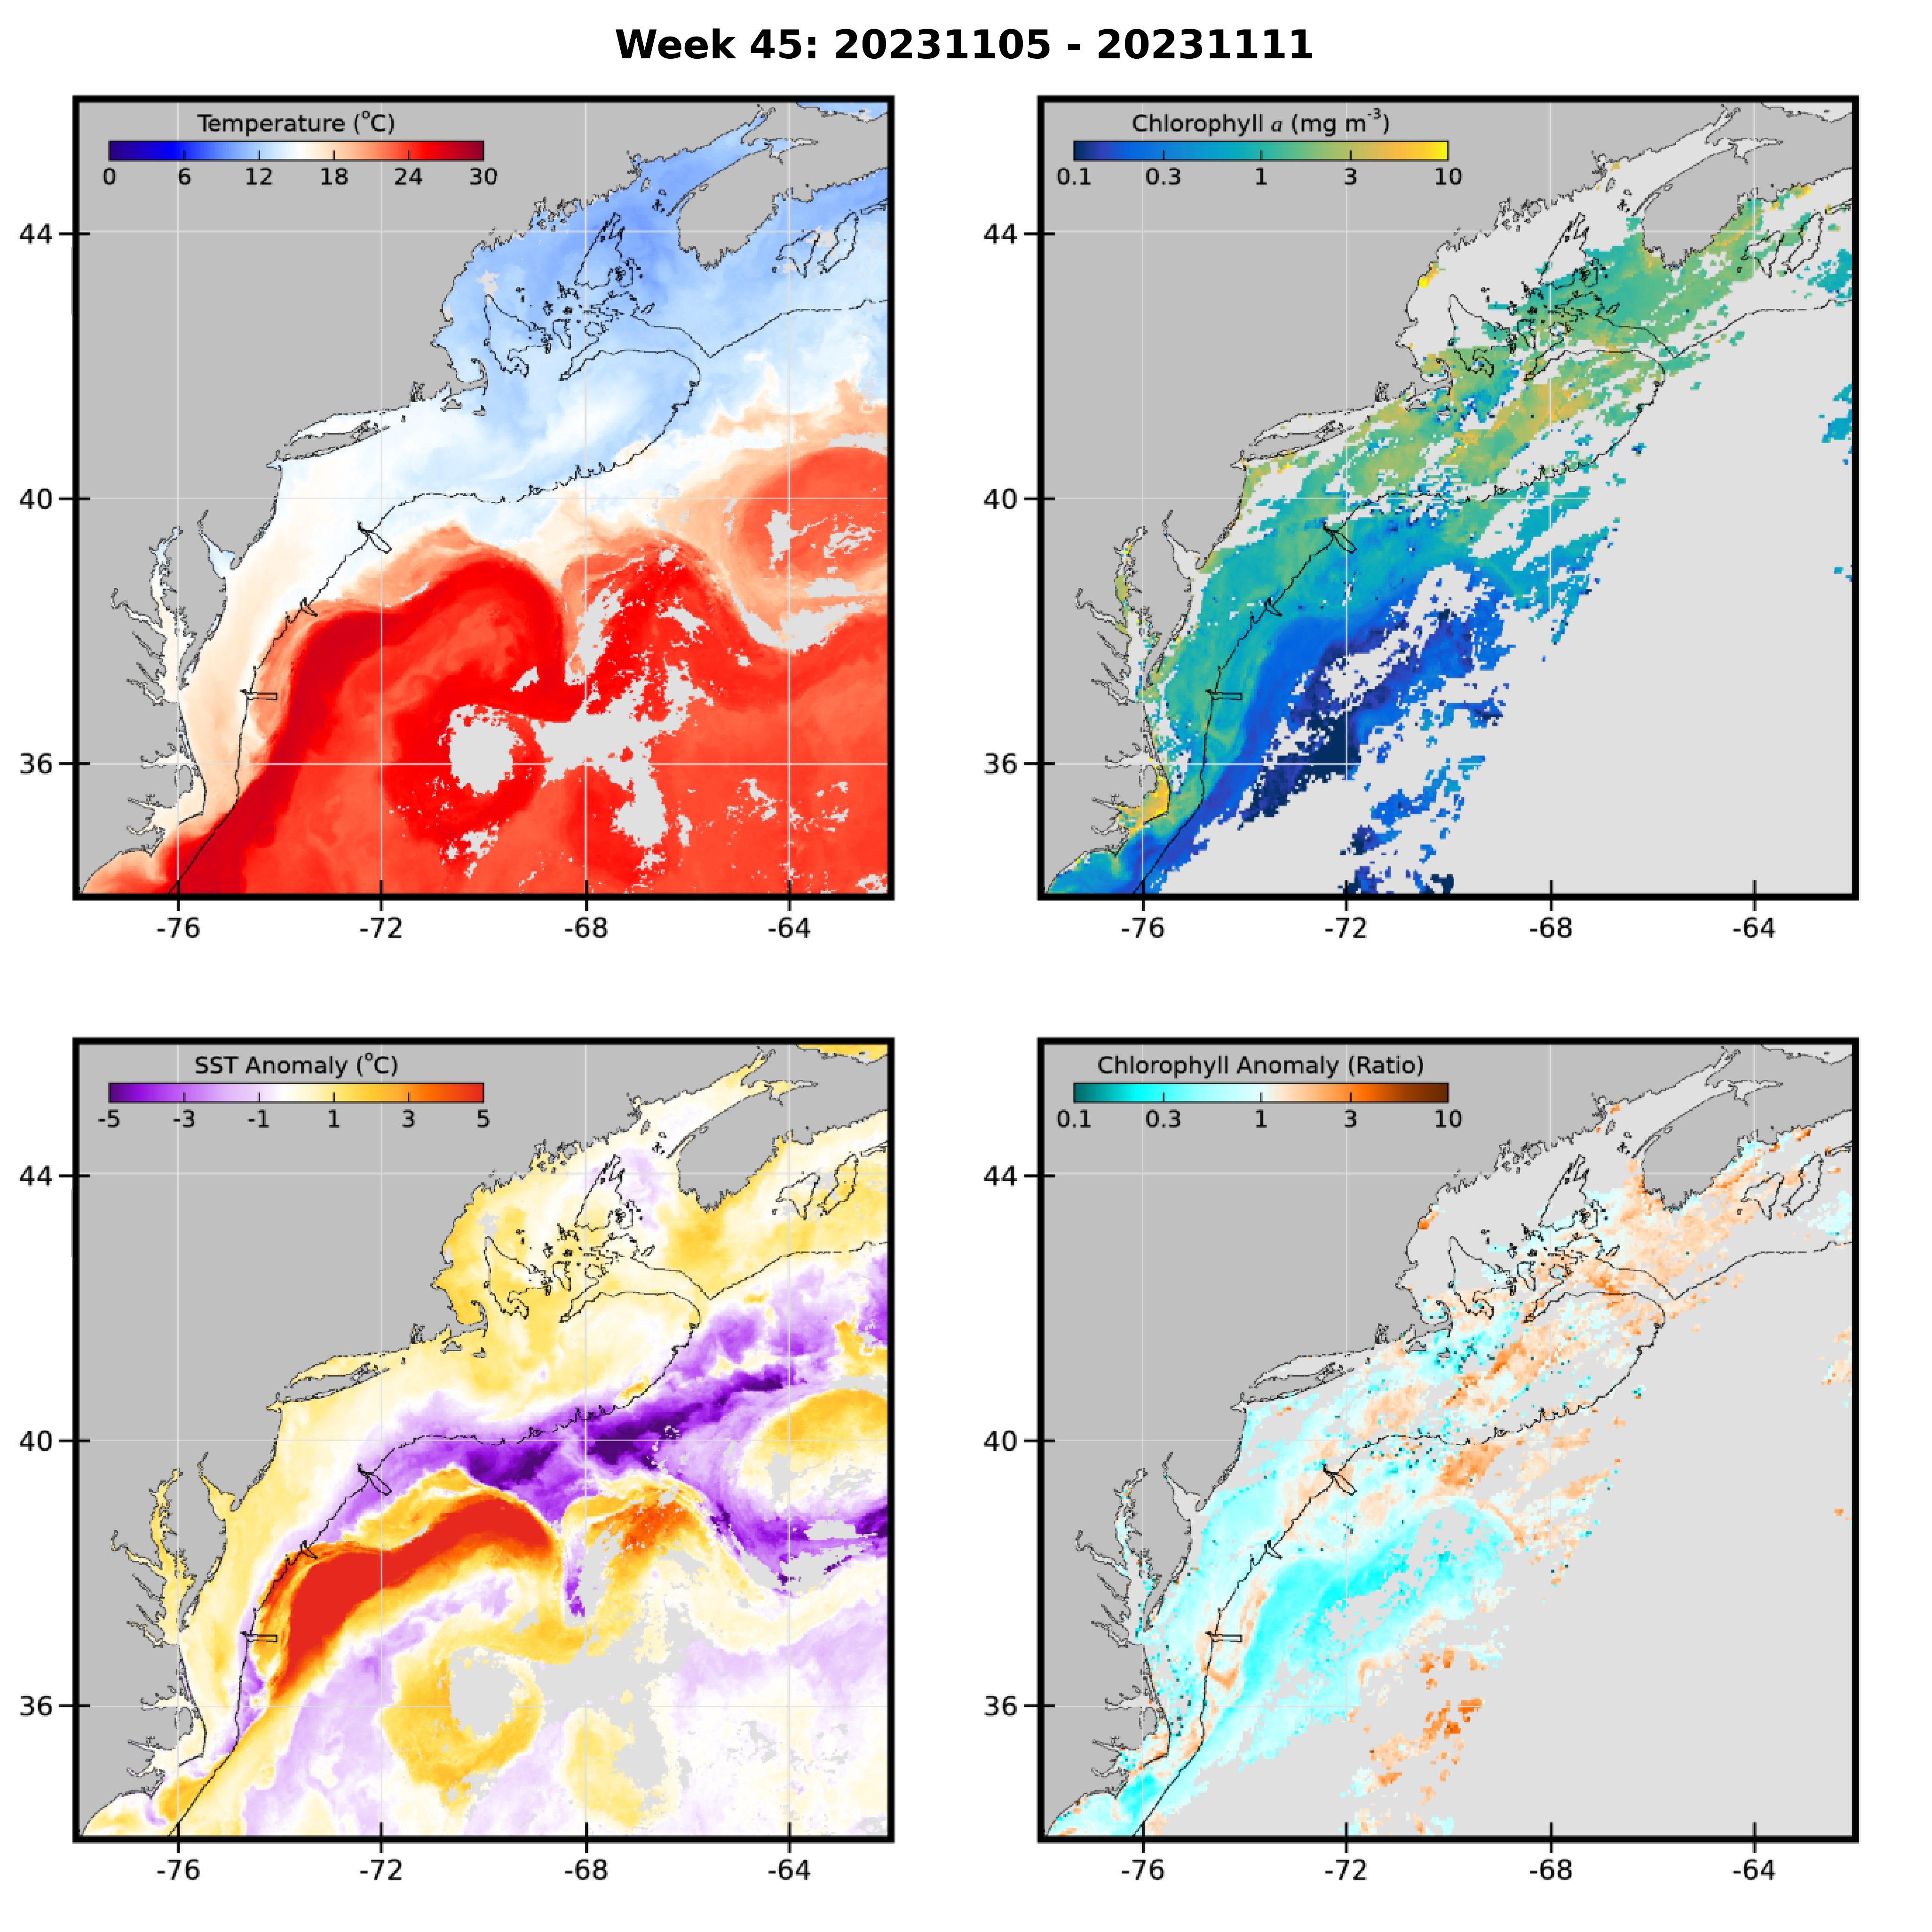 Week 45: 20231105 - 20231111
Temperature (°C)
0 6 12 18 24 30
44
40
36
-76 -72 -68 -64
Chlorophyll a (mg m⁻³)
0.1 0.3 1 3 10
44
40
36
-76 -72 -68 -64
SST Anomaly (°C)
-5 -3 -1 1 3 5
44
40
36
-76 -72 -68 -64
Chlorophyll Anomaly (Ratio)
0.1 0.3 1 3 10
44
40
36
-76 -72 -68 -64